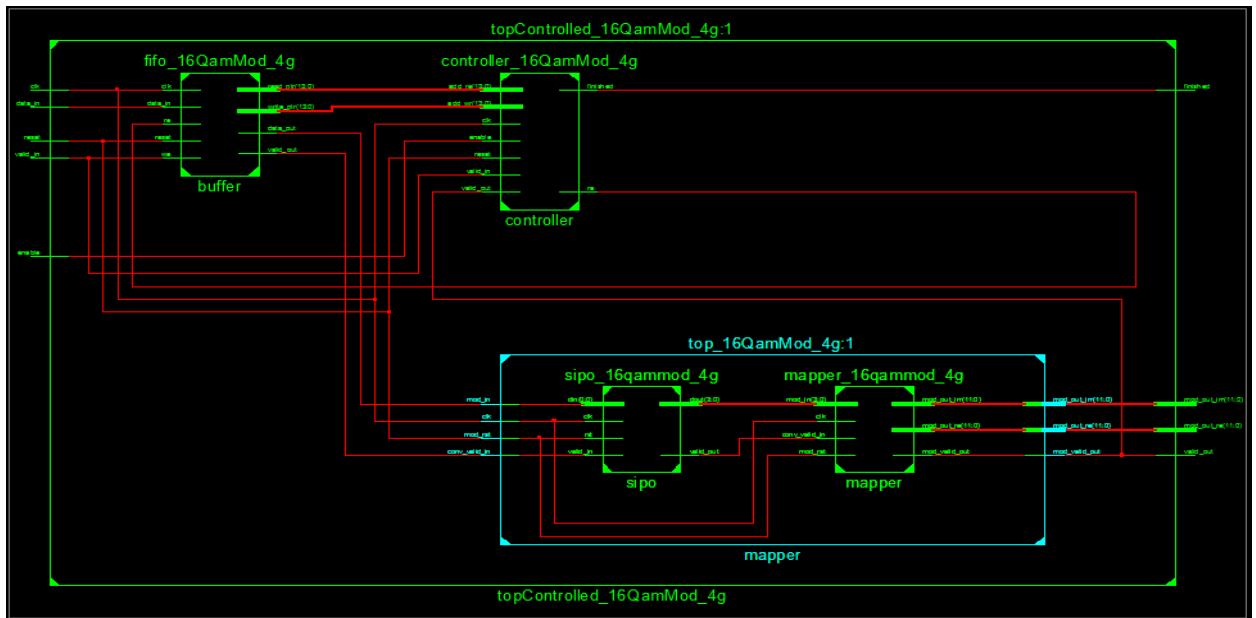 topControlled_16QamMod_4g:1
fifo_16QamMod_4g
controller_16QamMod_4g
clk
data_in
reset
valid_in
enable
clk
data_in
re
reset
we
read_ptr(13:0)
write_ptr(13:0)
data_out
valid_out
buffer
add_re(13:0)
add_wr(13:0)
clk
enable
reset
valid_in
valid_out
finished
re
controller
finished
top_16QamMod_4g:1
sipo_16qammod_4g
mapper_16qammod_4g
mod_in
clk
mod_rst
conv_valid_in
din(0:0)
clk
rst
valid_in
dout(3:0)
valid_out
sipo
mod_in(3:0)
clk
conv_valid_in
mod_rst
mod_out_im(11:0)
mod_out_re(11:0)
mod_valid_out
mapper
mod_out_im(11:0)
mod_out_re(11:0)
mod_valid_out
mod_out_im(11:0)
mod_out_re(11:0)
valid_out
mapper
topControlled_16QamMod_4g